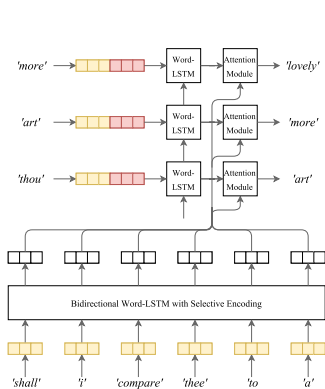 'more' Word-LSTM Attention Module 'lovely'
'art' Word-LSTM Attention Module 'more'
'thou' Word-LSTM Attention Module 'art'
Bidirectional Word-LSTM with Selective Encoding
'shall' 'i' 'compare' 'thee' 'to' 'a'